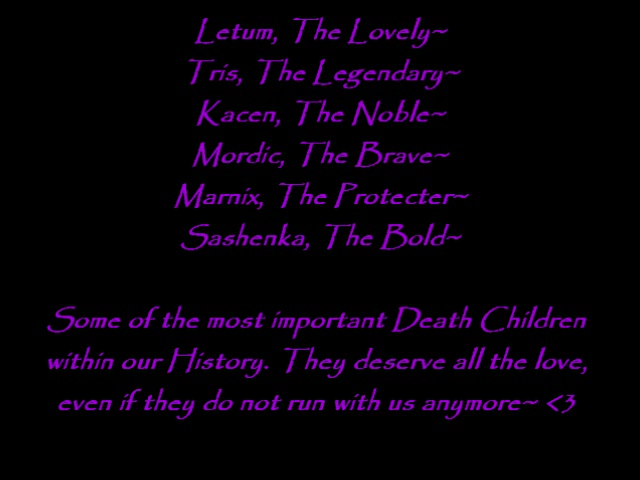 Letum, The Lovely~
Tris, The Legendary~
Kacen, The Noble~
Mordic, The Brave~
Marnix, The Protecter~
Sashenka, The Bold~
Some of the most important Death Children
within our History. They deserve all the love,
even if they do not run with us anymore~ <3